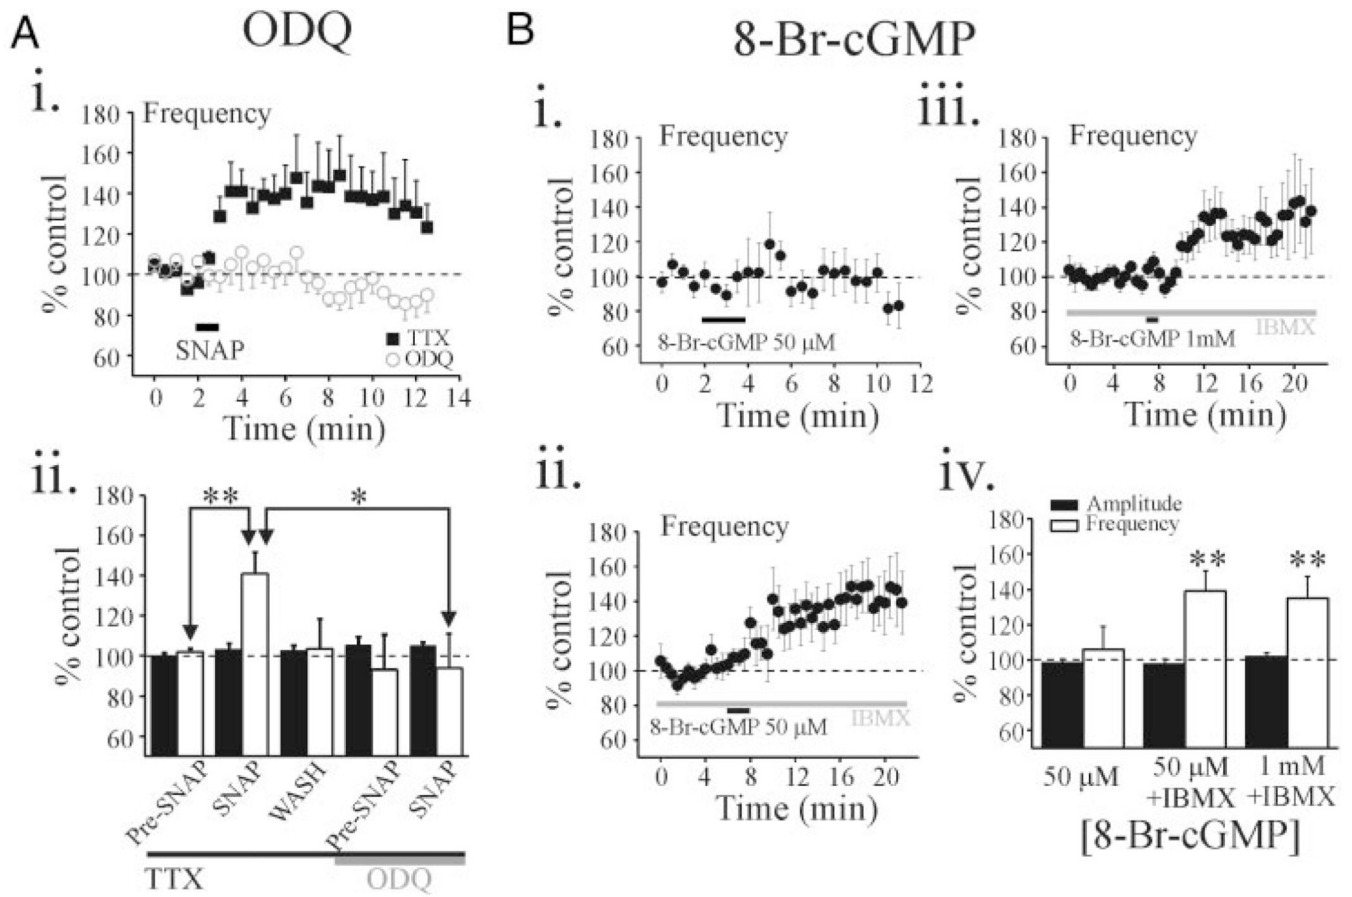 A
ODQ
i.
Frequency
180
160
140
120
100
80
60
% control
SNAP
TTX
ODQ
0 2 4 6 8 10 12 14
Time (min)
ii.
180
160
140
120
100
80
60
% control
** *
Pre-SNAP
SNAP
WASH
Pre-SNAP
SNAP
TTX
ODQ
B
8-Br-cGMP
i.
Frequency
180
160
140
120
100
80
60
% control
8-Br-cGMP 50 μM
0 2 4 6 8 10 12
Time (min)
ii.
Frequency
180
160
140
120
100
80
60
% control
IBMX
8-Br-cGMP 50 μM
0 4 8 12 16 20
Time (min)
iii.
Frequency
180
160
140
120
100
80
60
% control
IBMX
8-Br-cGMP 1mM
0 4 8 12 16 20
Time (min)
iv.
Amplitude
Frequency
180
160
140
120
100
80
60
% control
** **
50 μM
50 μM
+IBMX
1 mM
+IBMX
[8-Br-cGMP]